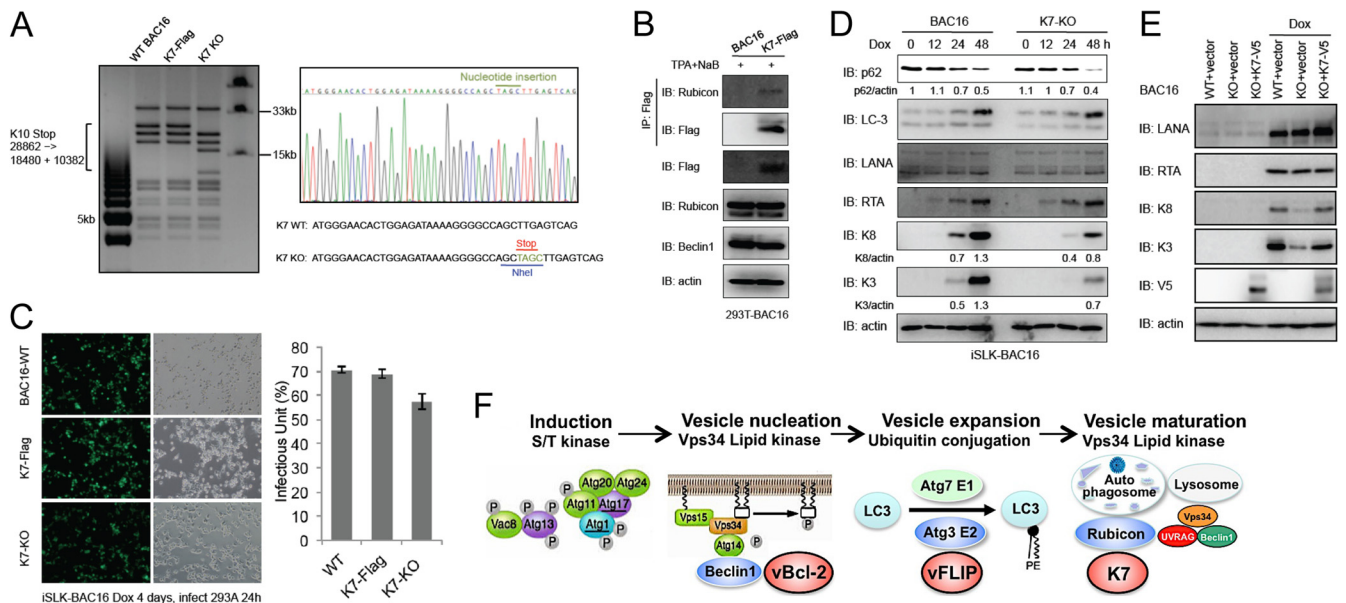 A
WT BAC16
K7-Flag
K7 KO
33kb
15kb
5kb
K10 Stop
28862 ->
18480 + 10382
Nucleotide insertion
ATGGGAACACTGGAGATAAAAGGGGCCAGCTAGCTTGAGTCAG
K7 WT: ATGGGAACACTGGAGATAAAAGGGGCCAGCTTGAGTCAG
Stop
K7 KO: ATGGGAACACTGGAGATAAAAGGGGCCAGCTAGCTTGAGTCAG
NheI
B
BAC16
K7-Flag
TPA+NaB + +
IP: Flag
IB: Rubicon
IB: Flag
IB: Flag
IB: Rubicon
IB: Beclin1
IB: actin
293T-BAC16
C
BAC16-WT
K7-Flag
K7-KO
iSLK-BAC16 Dox 4 days, infect 293A 24h
Infectious Unit (%)
80
70
60
50
40
30
20
10
0
WT
K7-Flag
K7-KO
D
BAC16 K7-KO
Dox 0 12 24 48 0 12 24 48 h
IB: p62
p62/actin 1 1.1 0.7 0.5 1.1 1 0.7 0.4
IB: LC-3
IB: LANA
IB: RTA
IB: K8
K8/actin 0.7 1.3 0.4 0.8
IB: K3
K3/actin 0.5 1.3 0.7
IB: actin
iSLK-BAC16
E
Dox
BAC16
WT+vector
KO+vector
KO+K7-V5
WT+vector
KO+vector
KO+K7-V5
IB: LANA
IB: RTA
IB: K8
IB: K3
IB: V5
IB: actin
F
Induction
S/T kinase
Vesicle nucleation
Vps34 Lipid kinase
Vesicle expansion
Ubiquitin conjugation
Vesicle maturation
Vps34 Lipid kinase
P
Vac8
Atg13
P
P
P
Atg20
Atg24
Atg11
Atg17
Atg1
P
P
Vps15
Vps34
Atg14
P
P
Beclin1
vBcl-2
LC3
Atg7 E1
Atg3 E2
vFLIP
LC3
PE
Auto
phagosome
Lysosome
Rubicon
Vps34
UVRAG
Beclin1
K7